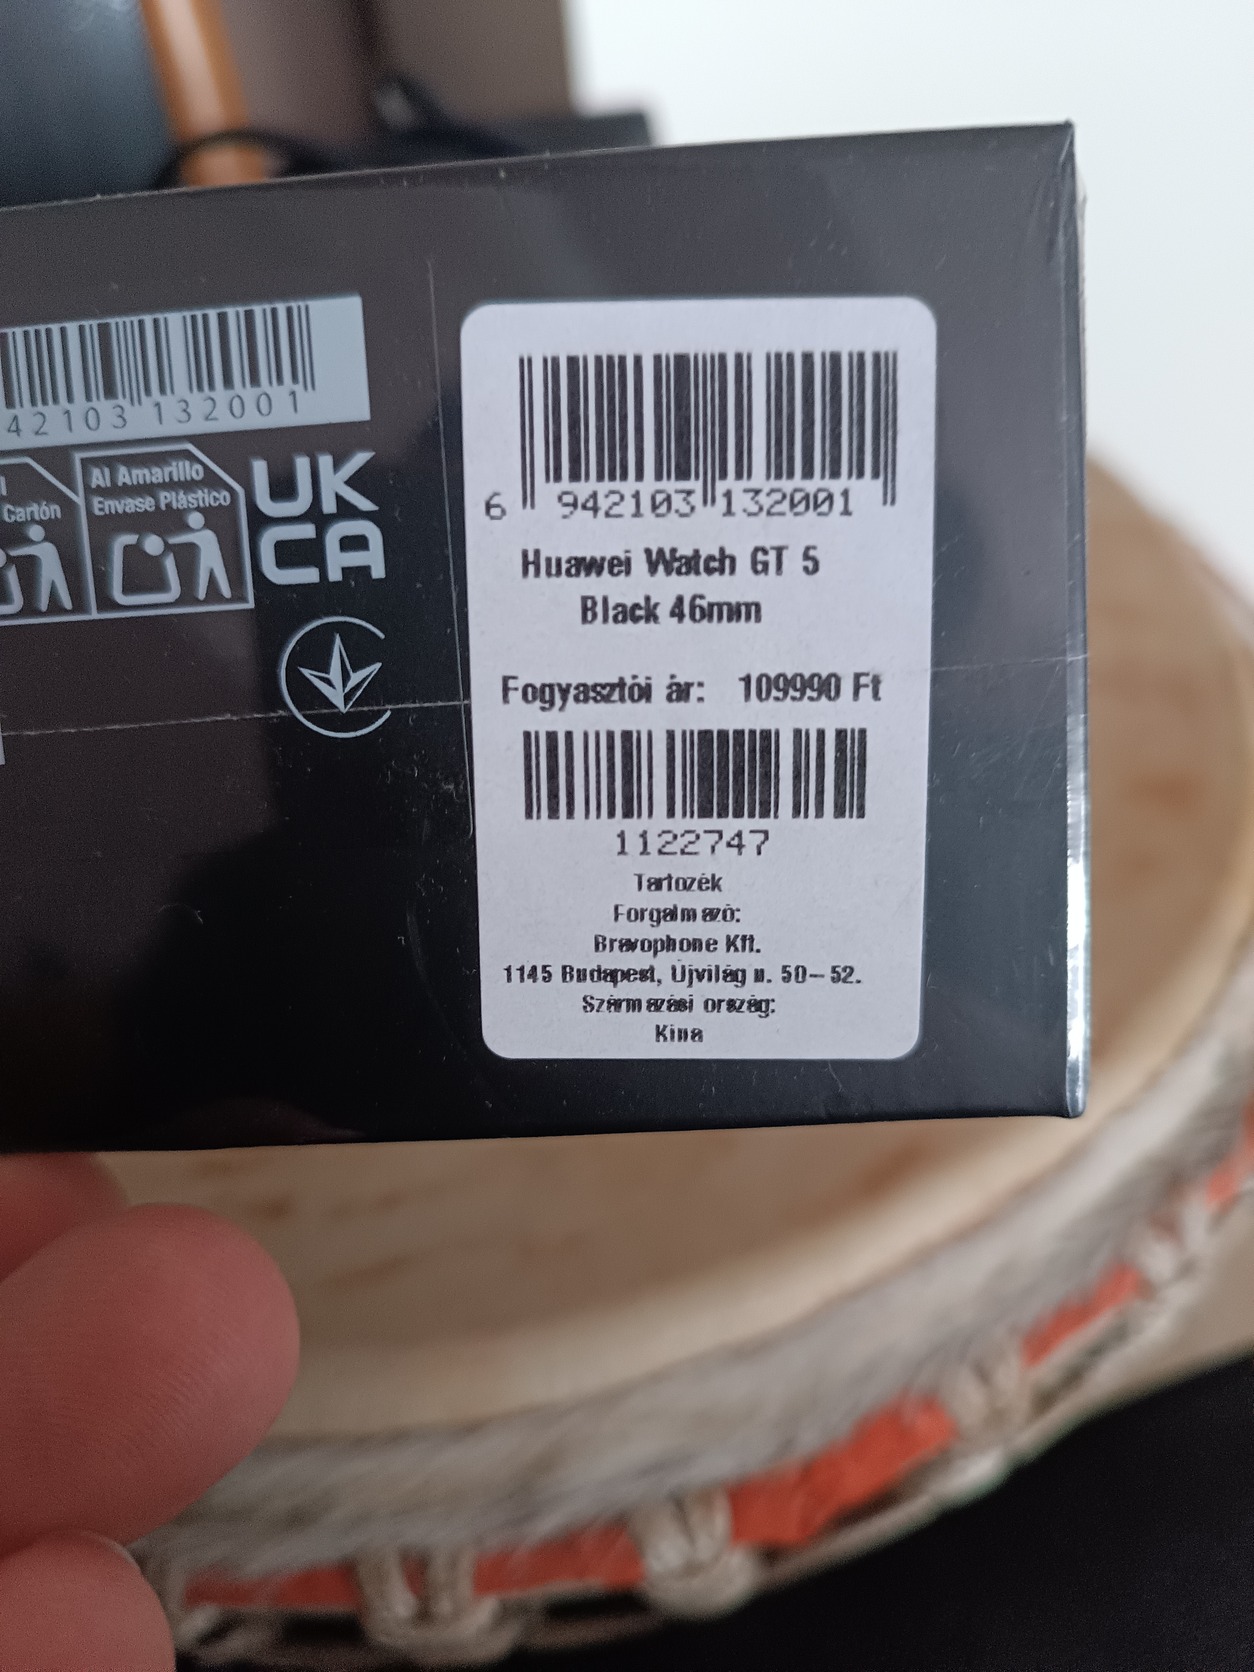 42103 132001
Cartón
Al Amarillo
Envase Plástico
UK
CA
6 942103 132001
Huawei Watch GT 5
Black 46mm
Fogyasztói ár: 109990 Ft
1122747
Tartozék
Forgalmazó:
Bravophone Kft.
1145 Budapest, Újvilág u. 50-52.
Származási ország:
Kína